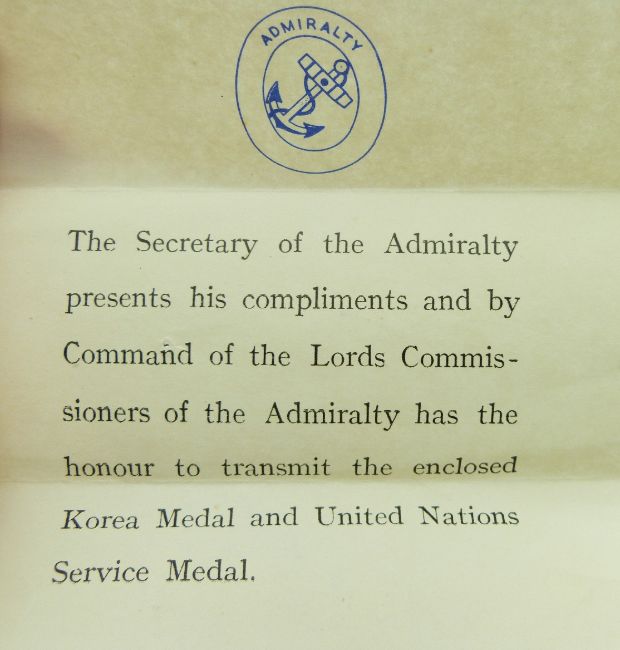 ADMIRALTY
The Secretary of the Admiralty
presents his compliments and by
Command of the Lords Commis-
sioners of the Admiralty has the
honour to transmit the enclosed
Korea Medal and United Nations
Service Medal.